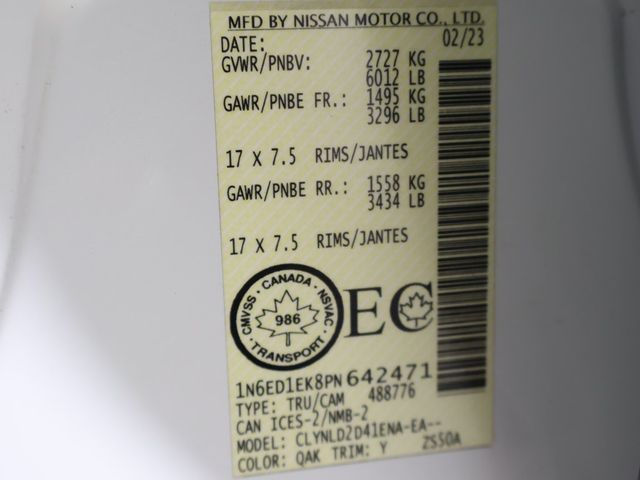 MFD BY NISSAN MOTOR CO., LTD.
DATE: 02/23
GVWR/PNBV: 2727 KG
6012 LB
GAWR/PNBE FR.: 1495 KG
3296 LB
17 X 7.5 RIMS/JANTES
GAWR/PNBE RR.: 1558 KG
3434 LB
17 X 7.5 RIMS/JANTES
CMVSS · CANADA · NSVAC · TRANSPORT ·
986
EC
1N6ED1EK8PN642471
TYPE: TRU/CAM 488776
CAN ICES-2/NMB-2
MODEL: CLYNLD2D41ENA-EA--
COLOR: QAK TRIM: Y ZS50A